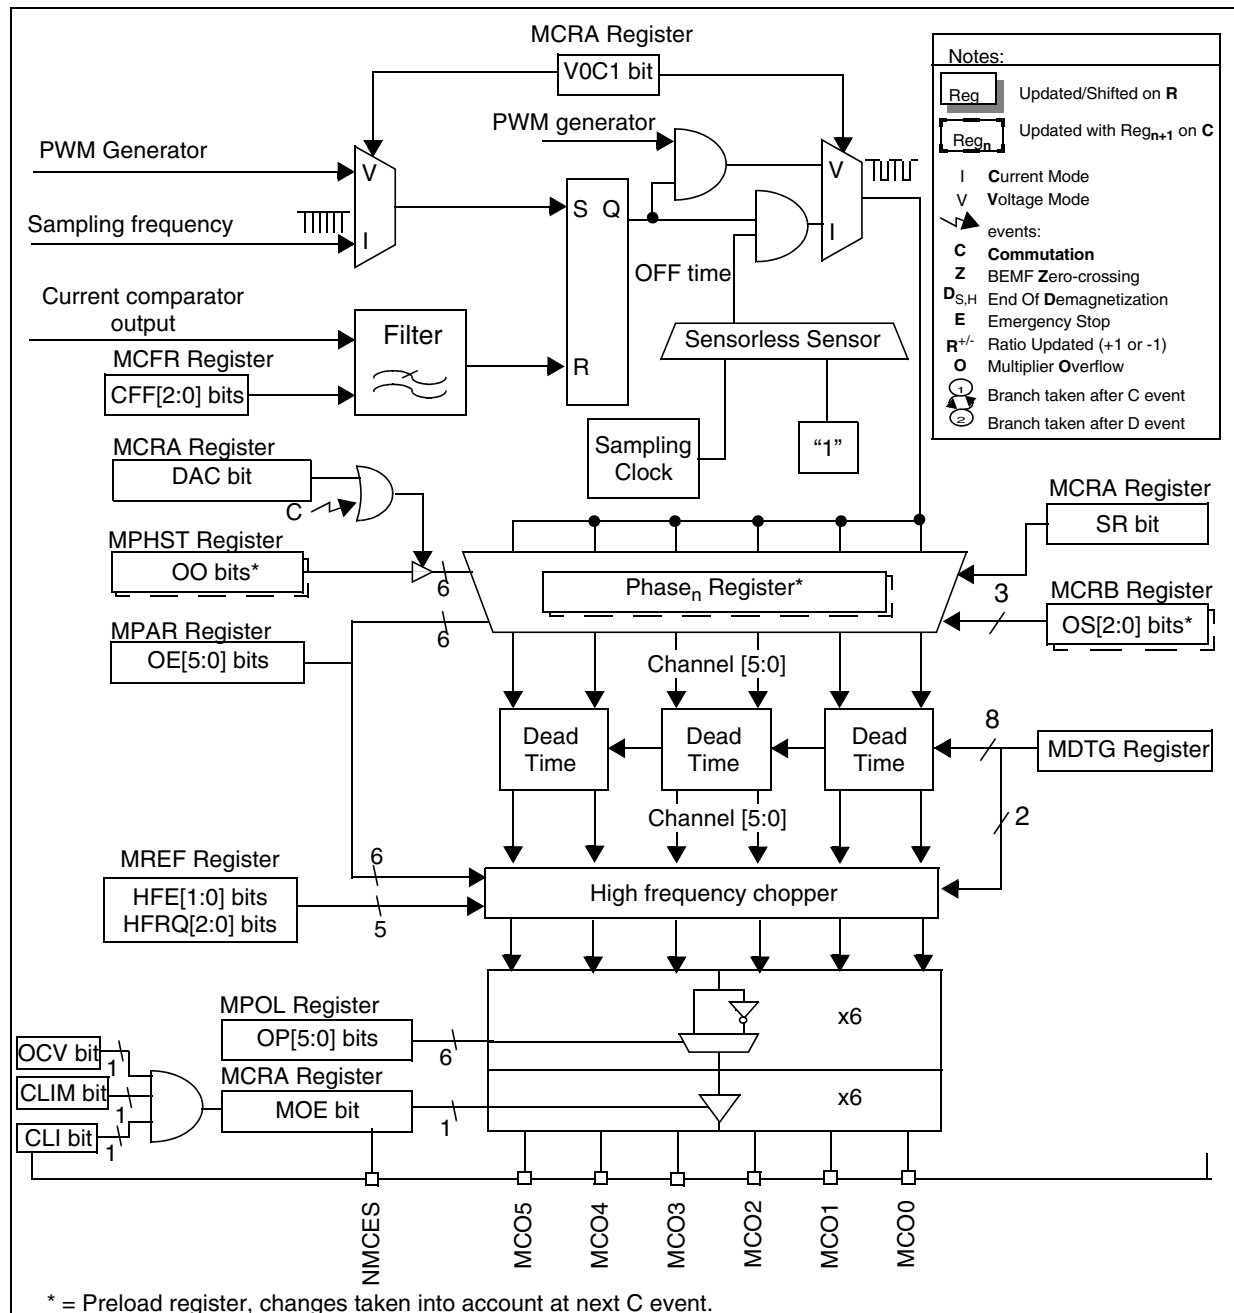 MCRA Register
V0C1 bit
PWM generator
PWM Generator
V
I
Sampling frequency
V
I
S Q
R
OFF time
Current comparator
output
MCFR Register
CFF[2:0] bits
Filter
Sensorless Sensor
Sampling
Clock
“1”
MCRA Register
DAC bit
C
MPHST Register
OO bits*
6
MPAR Register
OE[5:0] bits
6
Phasen Register*
MCRA Register
SR bit
3
MCRB Register
OS[2:0] bits*
Channel [5:0]
Dead
Time
Dead
Time
Dead
Time
8
MDTG Register
2
Channel [5:0]
MREF Register
HFE[1:0] bits
HFRQ[2:0] bits
6
5
High frequency chopper
MPOL Register
OP[5:0] bits
6
x6
OCV bit
1
CLIM bit
1
CLI bit
1
MCRA Register
MOE bit
1
x6
NMCES
MCO5
MCO4
MCO3
MCO2
MCO1
MCO0
Notes:
Reg Updated/Shifted on R
Regn Updated with Regn+1 on C
I Current Mode
V Voltage Mode
events:
C Commutation
Z BEMF Zero-crossing
DS,H End Of Demagnetization
E Emergency Stop
R+/- Ratio Updated (+1 or -1)
O Multiplier Overflow
1 Branch taken after C event
2 Branch taken after D event
* = Preload register, changes taken into account at next C event.